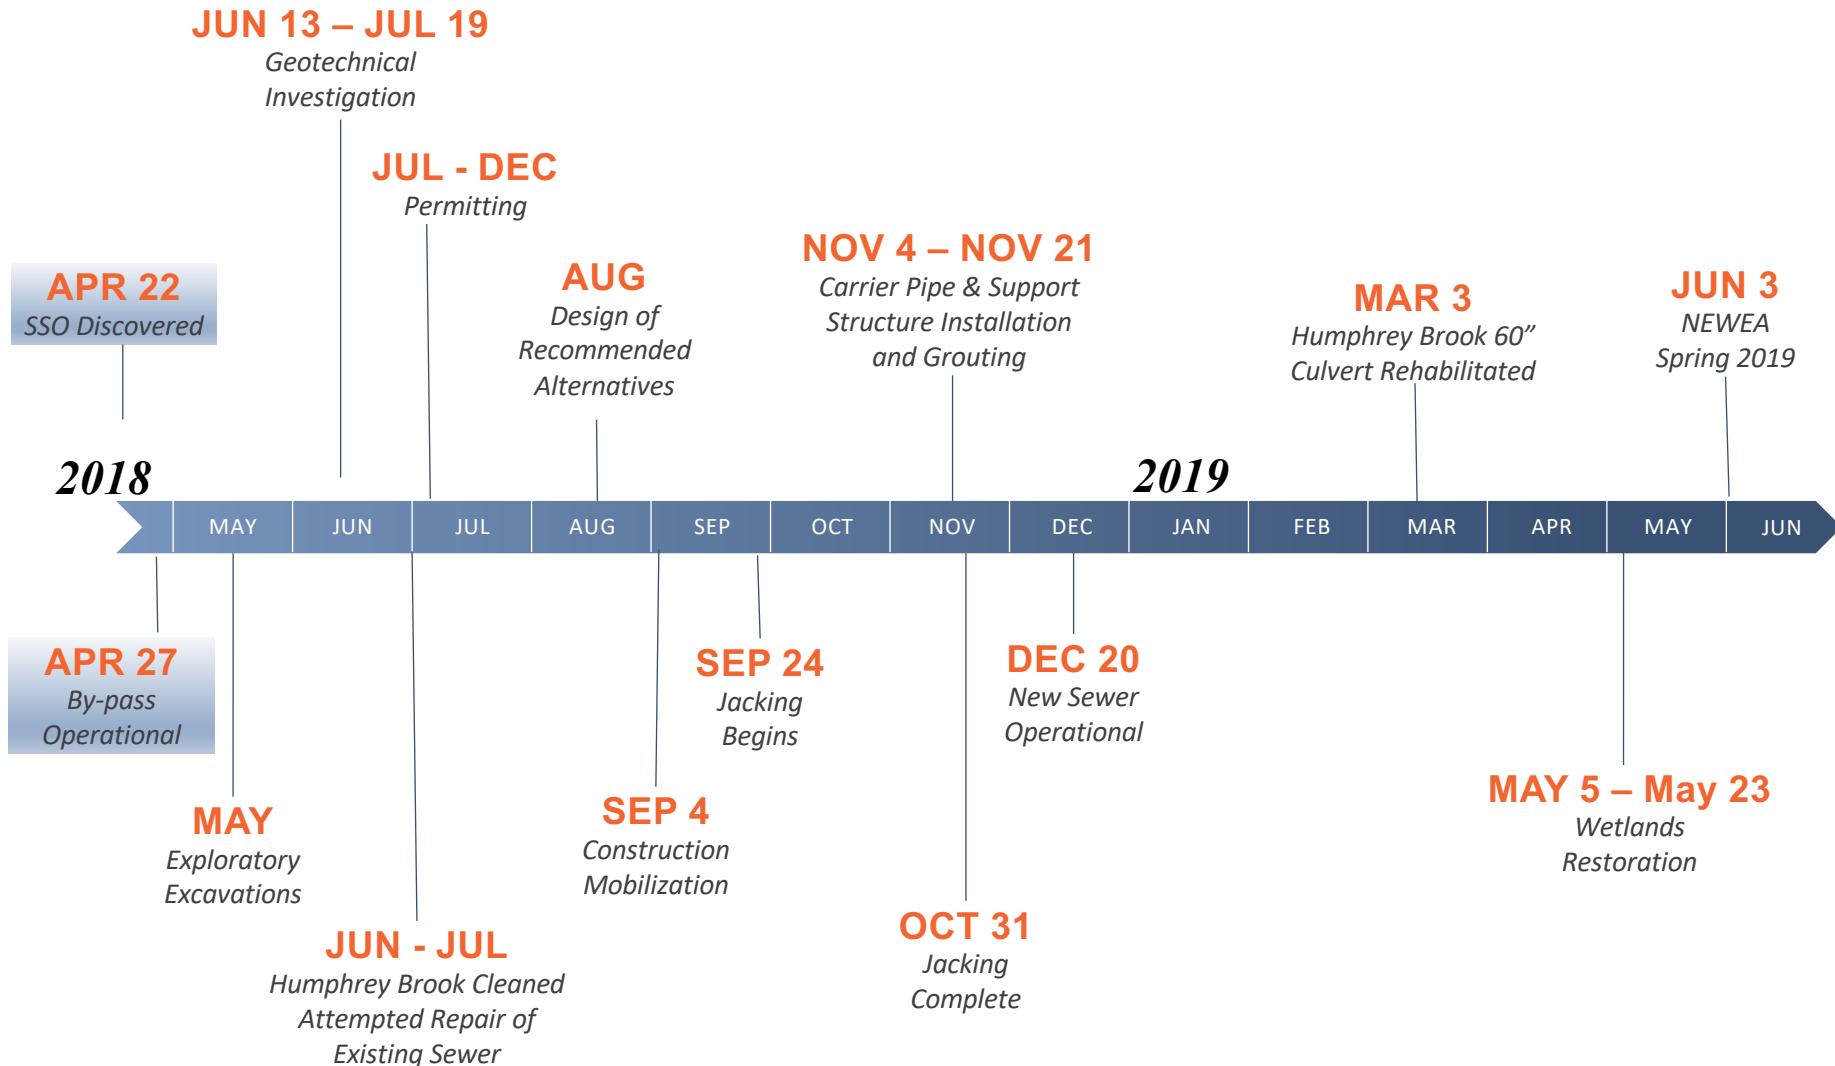 JUN 13 – JUL 19
Geotechnical
Investigation
JUL - DEC
Permitting
APR 22
SSO Discovered
AUG
Design of
Recommended
Alternatives
NOV 4 – NOV 21
Carrier Pipe & Support
Structure Installation
and Grouting
MAR 3
Humphrey Brook 60”
Culvert Rehabilitated
JUN 3
NEWEA
Spring 2019
2018
2019
MAY JUN JUL AUG SEP OCT NOV DEC JAN FEB MAR APR MAY JUN
APR 27
By-pass
Operational
MAY
Exploratory
Excavations
JUN - JUL
Humphrey Brook Cleaned
Attempted Repair of
Existing Sewer
SEP 4
Construction
Mobilization
SEP 24
Jacking
Begins
OCT 31
Jacking
Complete
DEC 20
New Sewer
Operational
MAY 5 – May 23
Wetlands
Restoration